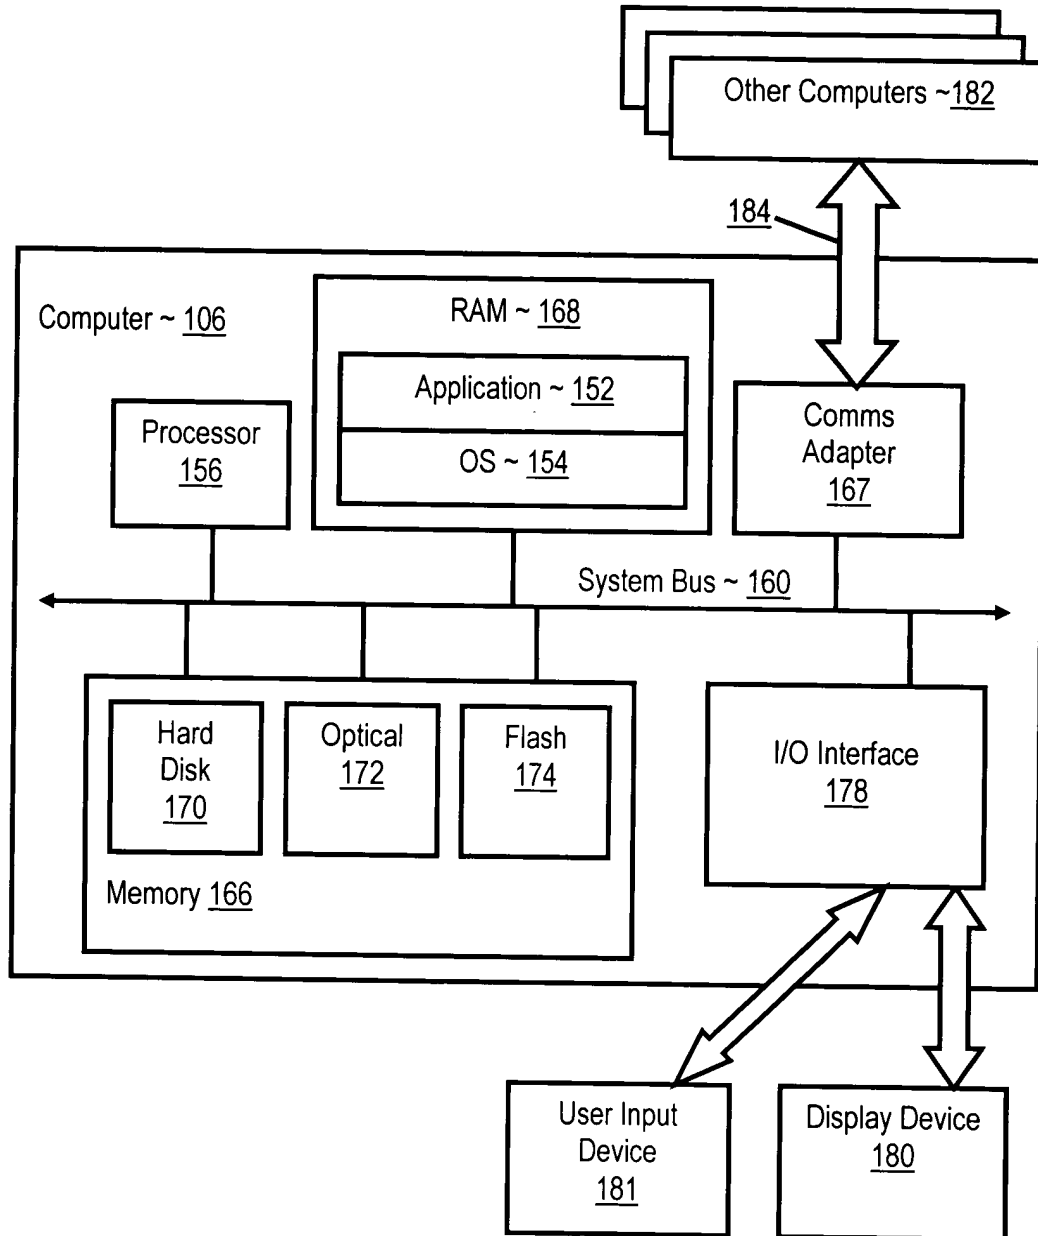 Other Computers ~182
184
Computer ~ 106
RAM ~ 168
Application ~ 152
OS ~ 154
Processor
156
Comms
Adapter
167
System Bus ~ 160
Hard
Disk
170
Optical
172
Flash
174
Memory 166
I/O Interface
178
User Input
Device
181
Display Device
180